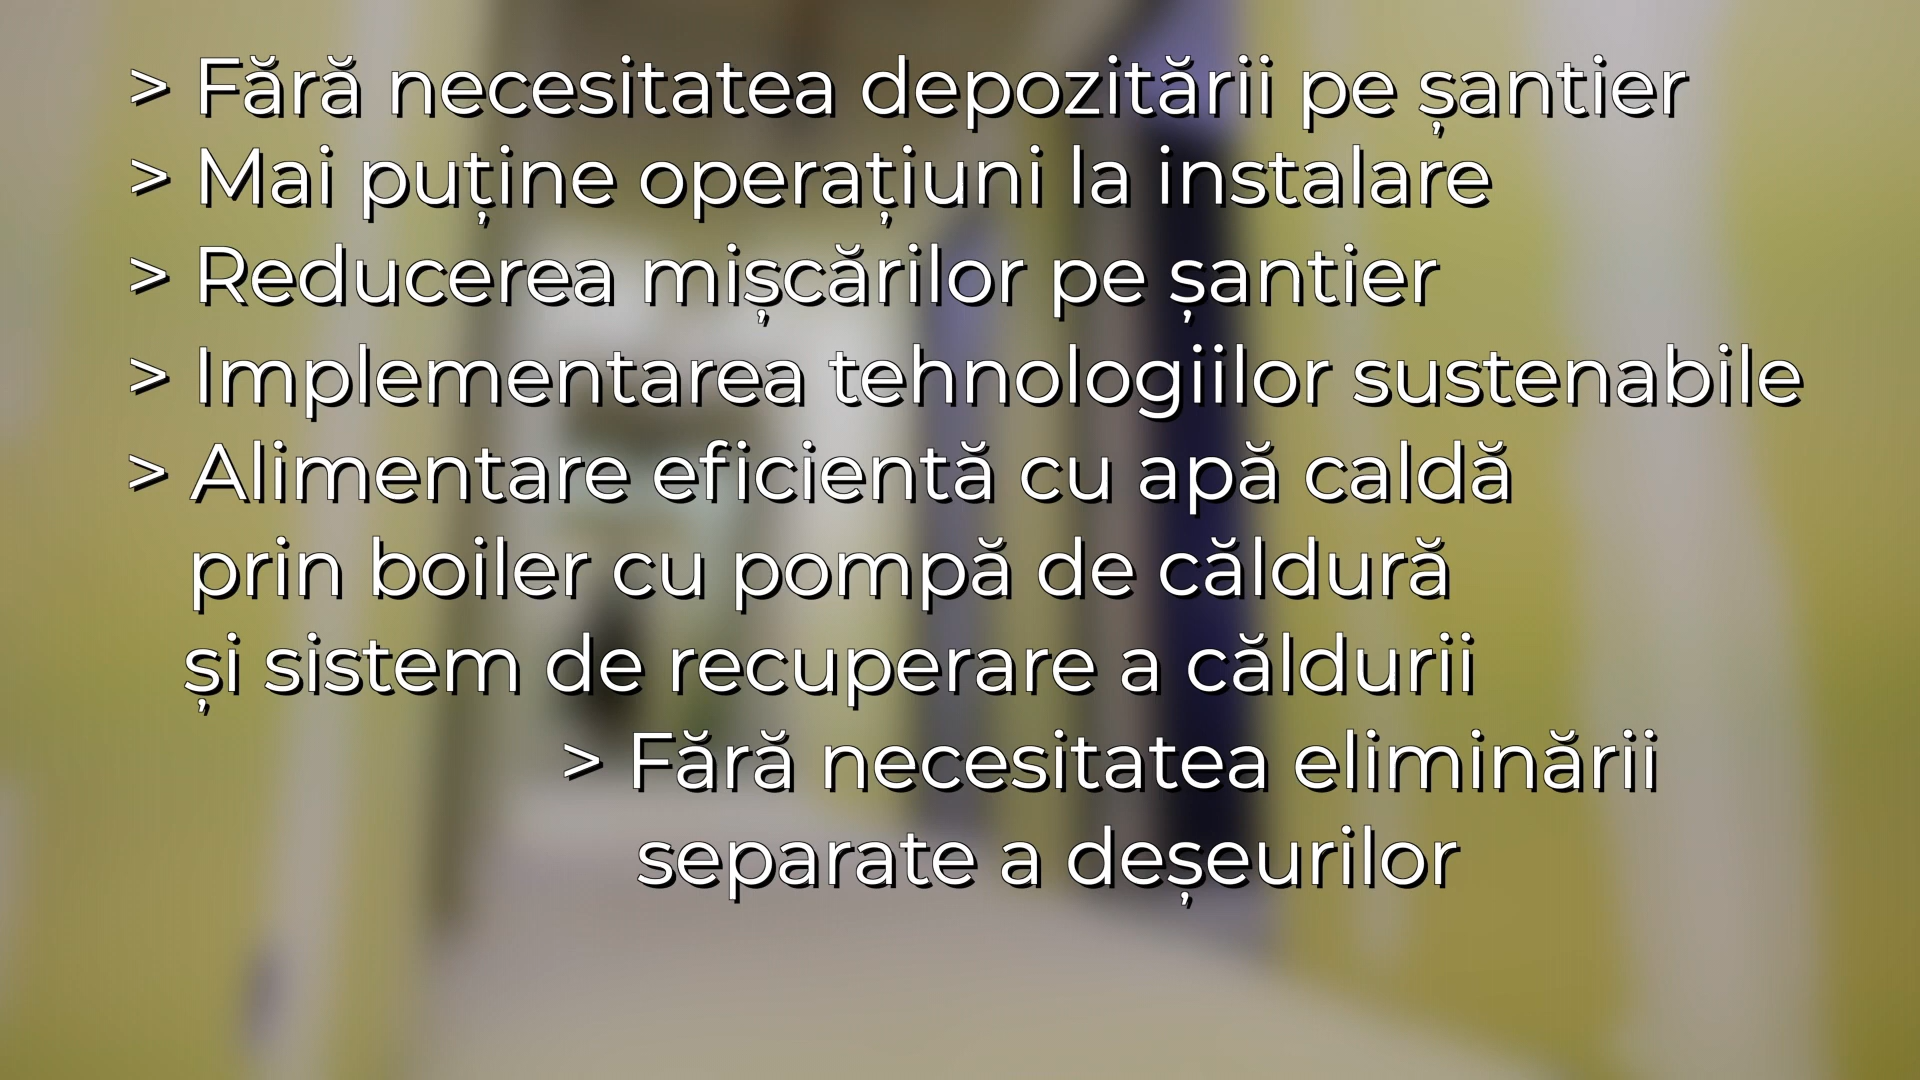 > Fără necesitatea depozitării pe șantier
> Mai puține operațiuni la instalare
> Reducerea mișcărilor pe șantier
> Implementarea tehnologiilor sustenabile
> Alimentare eficientă cu apă caldă
prin boiler cu pompă de căldură
și sistem de recuperare a căldurii
> Fără necesitatea eliminării
separate a deșeurilor